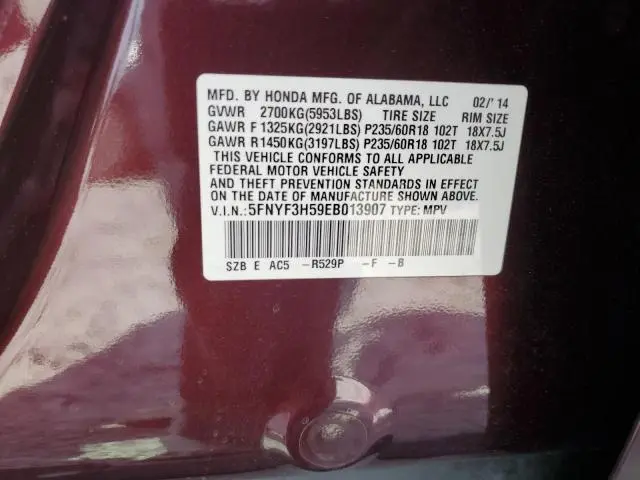 MFD. BY HONDA MFG. OF ALABAMA, LLC 02/'14
GVWR 2700KG(5953LBS) TIRE SIZE RIM SIZE
GAWR F 1325KG(2921LBS) P235/60R18 102T 18X7.5J
GAWR R 1450KG(3197LBS) P235/60R18 102T 18X7.5J
THIS VEHICLE CONFORMS TO ALL APPLICABLE
FEDERAL MOTOR VEHICLE SAFETY
AND THEFT PREVENTION STANDARDS IN EFFECT
ON THE DATE OF MANUFACTURE SHOWN ABOVE.
V.I.N.: 5FNYF3H59EB013907 TYPE: MPV
SZB E AC5 -R529P -F -B